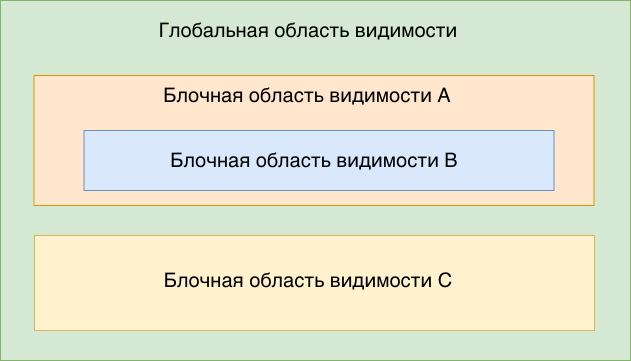 Глобальная область видимости
Блочная область видимости A
Блочная область видимости B
Блочная область видимости C